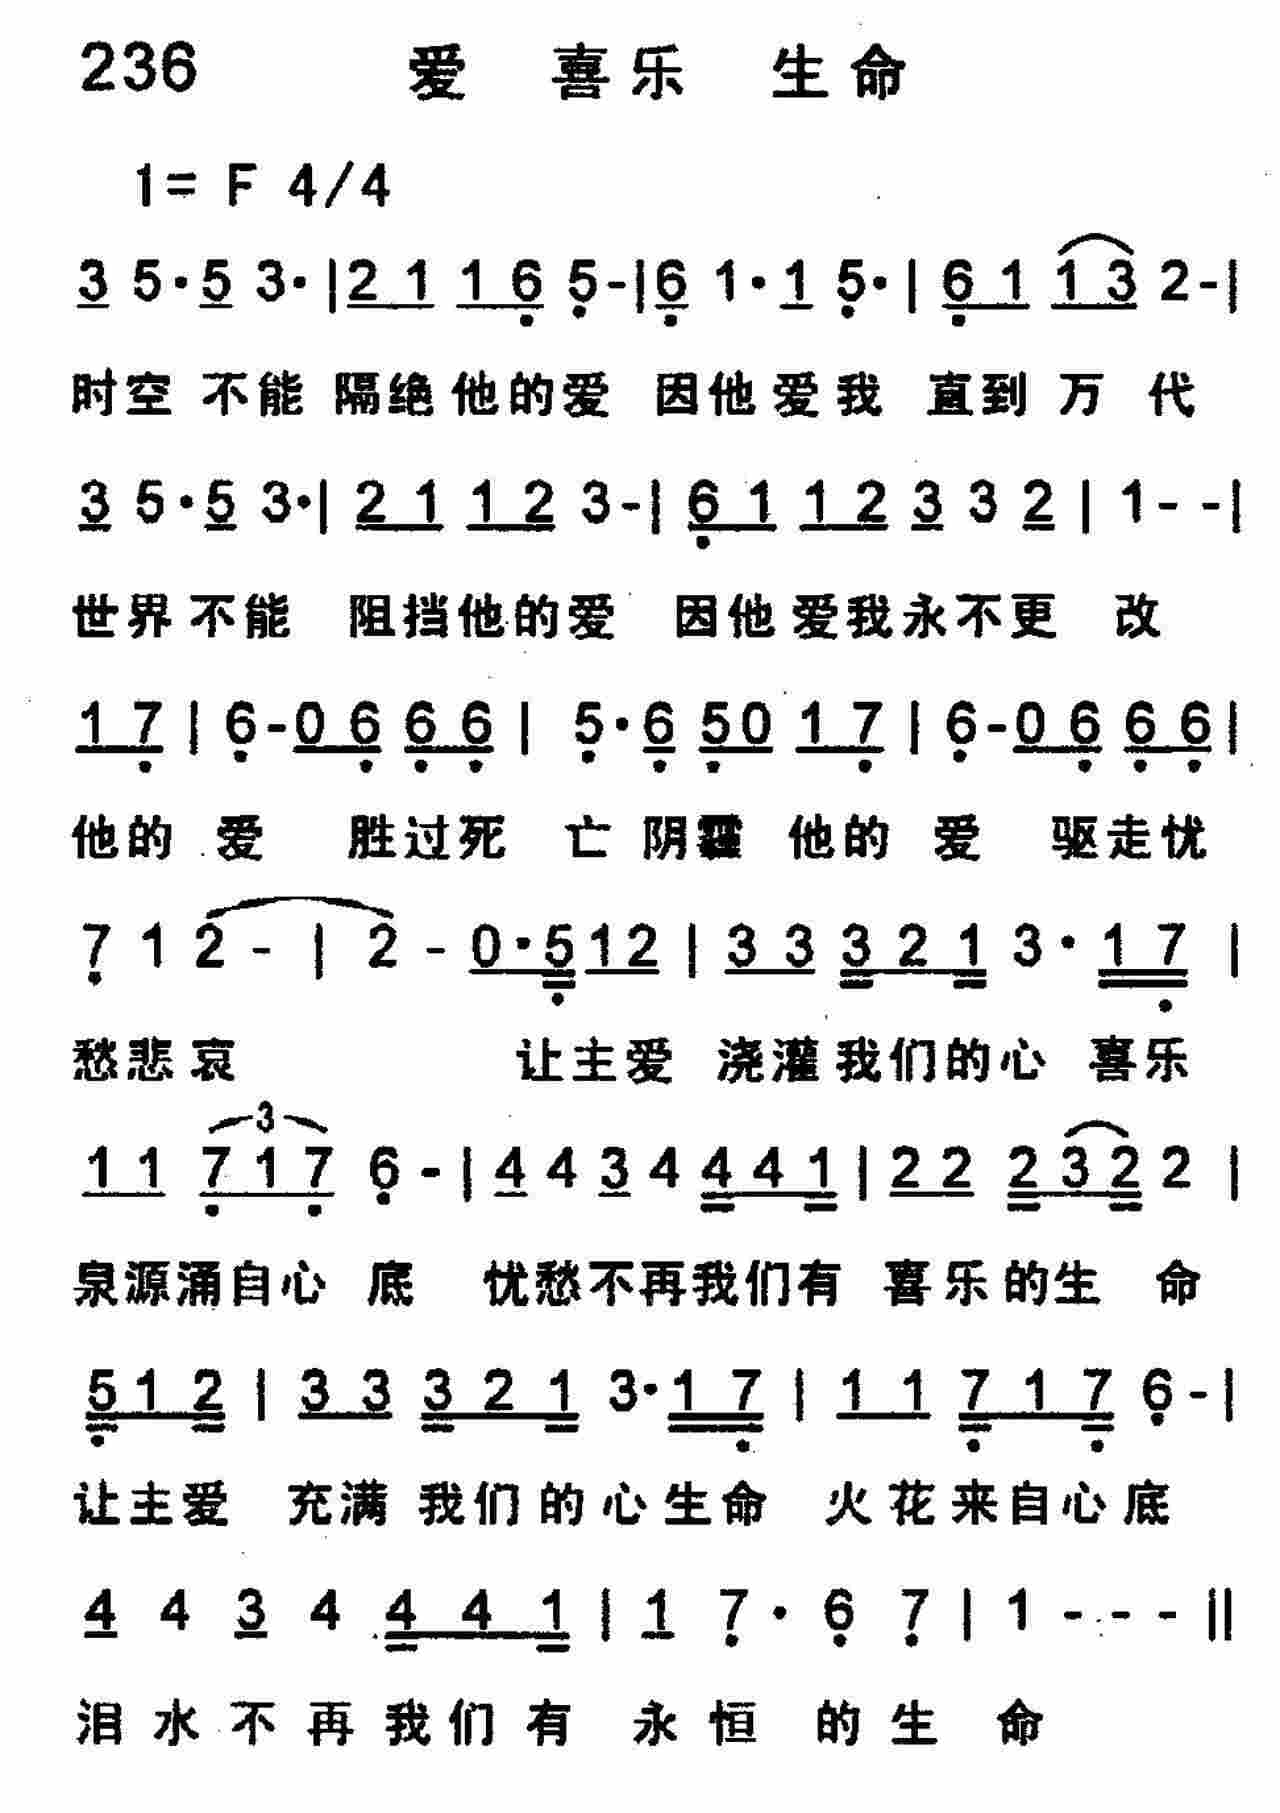 236 爱 喜乐 生命
1= F 4/4
3 5·5 3·|2 1 1 6 5-|6 1·1 5·|6 1 1 3 2-|
时空 不能 隔绝 他的爱 因他 爱我 直到 万 代
3 5·5 3·|2 1 1 2 3-|6 1 1 2 3 3 2|1--|
世界 不能 阻挡他的爱 因他 爱我永不更 改
1 7|6-0 6 6 6|5·6 5 0 1 7|6-0 6 6 6|
他的 爱 胜过死 亡 阴霾 他的 爱 驱走忧
7 1 2 -|2 - 0·5 1 2|3 3 3 2 1 3·1 7|
愁悲哀 让主爱 浇灌我们的心 喜乐
3
1 1 7 1 7 6 -|4 4 3 4 4 4 1|2 2 2 3 2 2|
泉源涌自心 底 忧愁不再我们有 喜乐的生 命
5 1 2|3 3 3 2 1 3·1 7|1 1 7 1 7 6 -|
让主爱 充满 我们 的心生命 火花来自心底
4 4 3 4 4 4 1|1 7·6 7|1 - - -||
泪 水 不 再 我们 有 永 恒 的 生 命